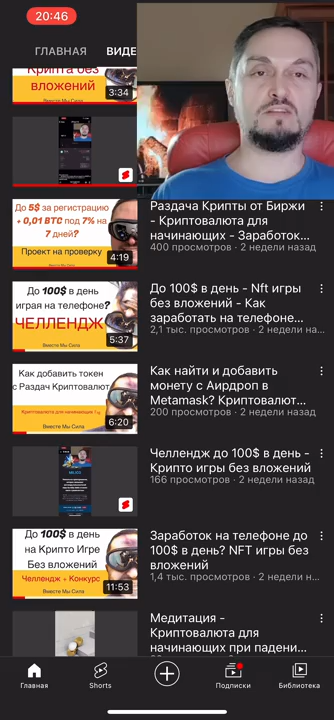 20:46
ГЛАВНАЯ ВИДЕ
Крипта без
вложений
3:34
До 5$ за регистрацию
+ 0,01 BTC под 7% на
7 дней?
Проект на проверку
4:19
Раздача Крипты от Биржи
- Криптовалюта для
начинающих - Заработок...
400 просмотров · 2 недели назад
До 100$ в день
играя на телефоне?
ЧЕЛЛЕНДЖ
Вместе Мы Сила
5:37
До 100$ в день - Nft игры
без вложений - Как
заработать на телефоне...
2,1 тыс. просмотров · 2 недели на...
Как добавить токен
с Раздач Криптовалют
Криптовалюта для начинающих
Вместе Мы Сила
6:20
Как найти и добавить
монету с Аирдроп в
Metamask? Криптовалют...
200 просмотров · 2 недели назад
Челлендж до 100$ в день -
Крипто игры без вложений
166 просмотров · 2 недели назад
До 100$ в день
на Крипто Игре
Без вложений
Челлендж + Конкурс
Вместе Мы Сила
11:53
Заработок на телефоне до
100$ в день? NFT игры без
вложений
1,4 тыс. просмотров · 2 недели н...
Медитация -
Криптовалюта для
начинающих при падени...
Главная
Shorts
Подписки
Библиотека